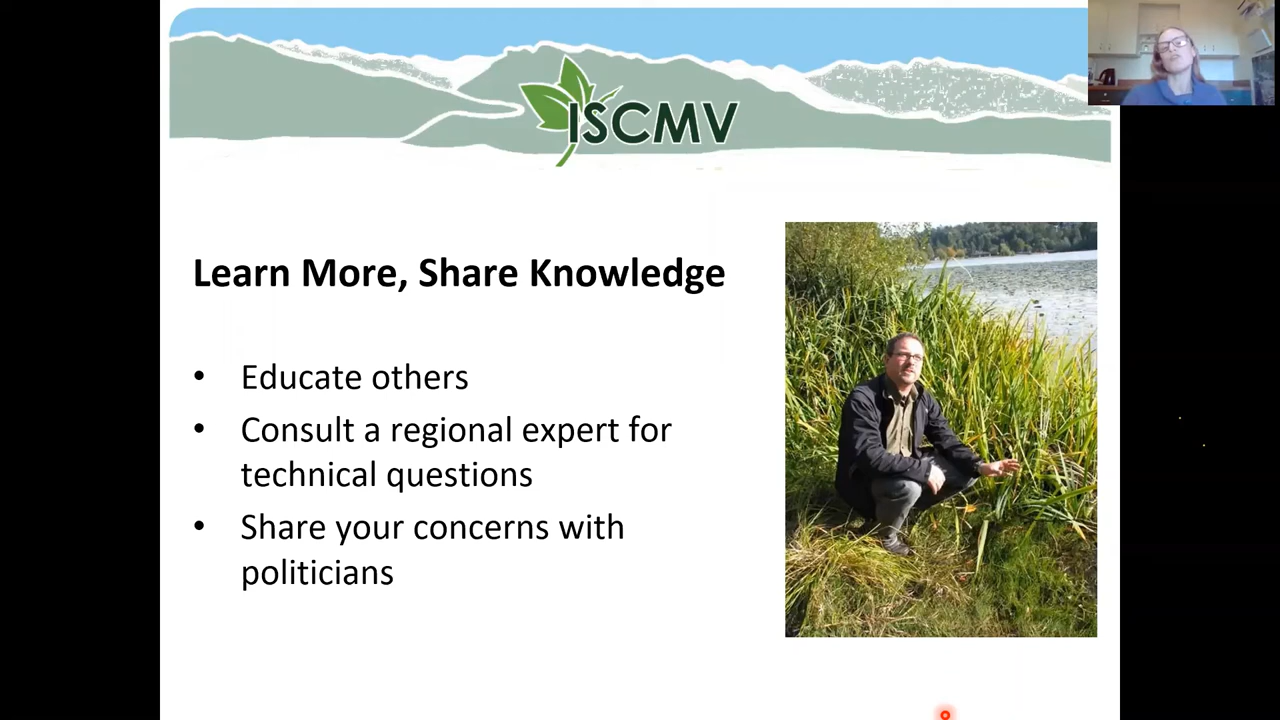 ISCMV
Learn More, Share Knowledge
• Educate others
• Consult a regional expert for
technical questions
• Share your concerns with
politicians